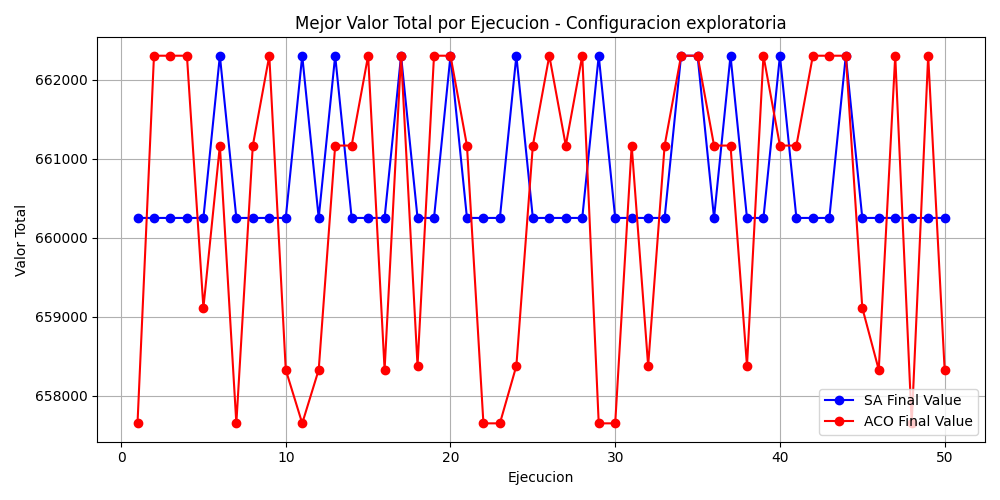 Mejor Valor Total por Ejecucion - Configuracion exploratoria
662000
661000
660000
659000
658000
Valor Total
0 10 20 30 40 50
Ejecucion
SA Final Value
ACO Final Value